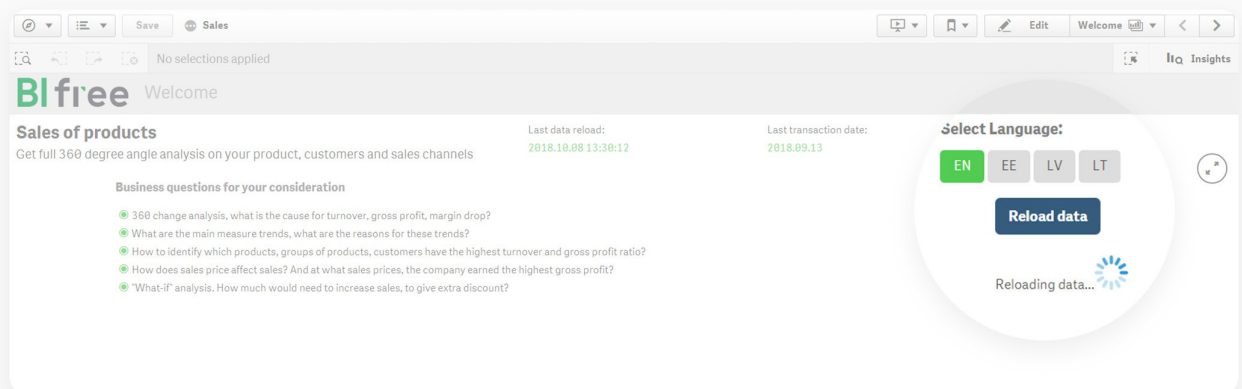 Save Sales Edit Welcome
No selections applied Insights
BI free Welcome
Sales of products
Get full 360 degree angle analysis on your product, customers and sales channels
Last data reload:
2018.10.08 13:30:12
Last transaction date:
2018.09.13
Select Language:
EN EE LV LT
Reload data
Reloading data...
Business questions for your consideration
360 change analysis, what is the cause for turnover, gross profit, margin drop?
What are the main measure trends, what are the reasons for these trends?
How to identify which products, groups of products, customers have the highest turnover and gross profit ratio?
How does sales price affect sales? And at what sales prices, the company earned the highest gross profit?
"What-if" analysis. How much would need to increase sales, to give extra discount?